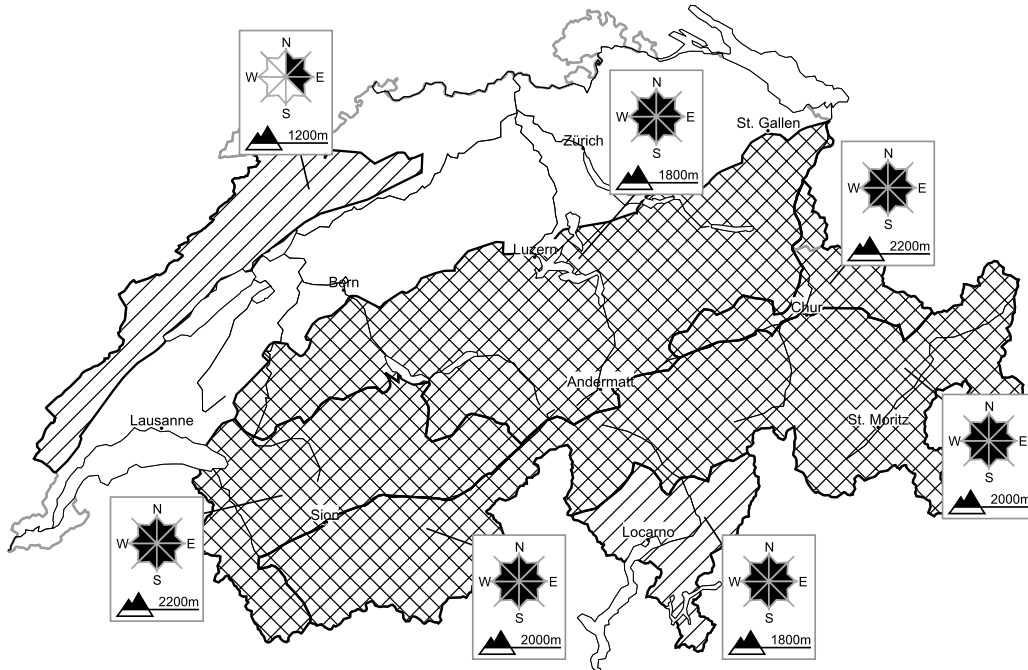 N
W E
S
1200m
N
W E
S
1800m
Zürich
St. Gallen
N
W E
S
2200m
Luzern
Bern
Chur
Andermatt
Lausanne
St. Moritz
N
W E
S
2000m
Sion
Locarno
N
W E
S
2200m
N
W E
S
2000m
N
W E
S
1800m